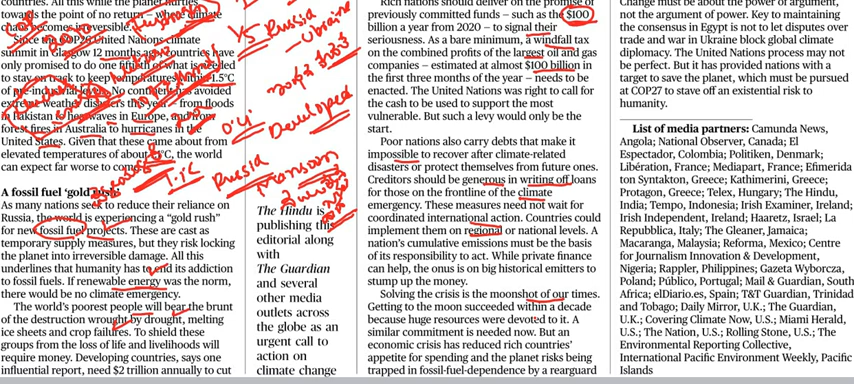 countries. All this while the planet hurtles
towards the point of no return — when climate
chaos becomes irreversible.
Since the COP26 United Nations climate
summit in Glasgow 12 months ago, countries have
only promised to do one fiftieth of what is needed
to stay on track to keep temperatures within 1.5°C
of pre-industrial levels. No continent has avoided
extreme weather disasters this year — from floods
in Pakistan to heatwaves in Europe, and from
forest fires in Australia to hurricanes in the
United States. Given that these came about from
elevated temperatures of about °C, the world
can expect far worse to come.
A fossil fuel ‘gold rush’
As many nations seek to reduce their reliance on
Russia, the world is experiencing a “gold rush”
for new fossil fuel projects. These are cast as
temporary supply measures, but they risk locking
the planet into irreversible damage. All this
underlines that humanity has to end its addiction
to fossil fuels. If renewable energy was the norm,
there would be no climate emergency.
The world’s poorest people will bear the brunt
of the destruction wrought by drought, melting
ice sheets and crop failures. To shield these
groups from the loss of life and livelihoods will
require money. Developing countries, says one
influential report, need $2 trillion annually to cut
VS Russia
Ukraine
Developed
Russia
Monsoon
The Hindu is
publishing this
editorial along
with
The Guardian
and several
other media
outlets across
the globe as an
urgent call to
action on
climate change
Rich nations should deliver on the promise of
previously committed funds — such as the $100
billion a year from 2020 — to signal their
seriousness. As a bare minimum, a windfall tax
on the combined profits of the largest oil and gas
companies — estimated at almost $100 billion in
the first three months of the year — needs to be
enacted. The United Nations was right to call for
the cash to be used to support the most
vulnerable. But such a levy would only be the
start.
Poor nations also carry debts that make it
impossible to recover after climate-related
disasters or protect themselves from future ones.
Creditors should be generous in writing off loans
for those on the frontline of the climate
emergency. These measures need not wait for
coordinated international action. Countries could
implement them on regional or national levels. A
nation’s cumulative emissions must be the basis
of its responsibility to act. While private finance
can help, the onus is on big historical emitters to
stump up the money.
Solving the crisis is the moonshot of our times.
Getting to the moon succeeded within a decade
because huge resources were devoted to it. A
similar commitment is needed now. But an
economic crisis has reduced rich countries’
appetite for spending and the planet risks being
trapped in fossil-fuel-dependence by a rearguard
Change must be about the power of argument,
not the argument of power. Key to maintaining
the consensus in Egypt is not to let disputes over
trade and war in Ukraine block global climate
diplomacy. The United Nations process may not
be perfect. But it has provided nations with a
target to save the planet, which must be pursued
at COP27 to stave off an existential risk to
humanity.
List of media partners: Camunda News,
Angola; National Observer, Canada; El
Espectador, Colombia; Politiken, Denmark;
Libération, France; Mediapart, France; Efimerida
ton Syntakton, Greece; Kathimerini, Greece;
Protagon, Greece; Telex, Hungary; The Hindu,
India; Tempo, Indonesia; Irish Examiner, Ireland;
Irish Independent, Ireland; Haaretz, Israel; La
Repubblica, Italy; The Gleaner, Jamaica;
Macaranga, Malaysia; Reforma, Mexico; Centre
for Journalism Innovation & Development,
Nigeria; Rappler, Philippines; Gazeta Wyborcza,
Poland; Público, Portugal; Mail & Guardian, South
Africa; elDiario.es, Spain; T&T Guardian, Trinidad
and Tobago; Daily Mirror, U.K.; The Guardian,
U.K.; Covering Climate Now, U.S.; Miami Herald,
U.S.; The Nation, U.S.; Rolling Stone, U.S.; The
Environmental Reporting Collective,
International Pacific Environment Weekly, Pacific
Islands